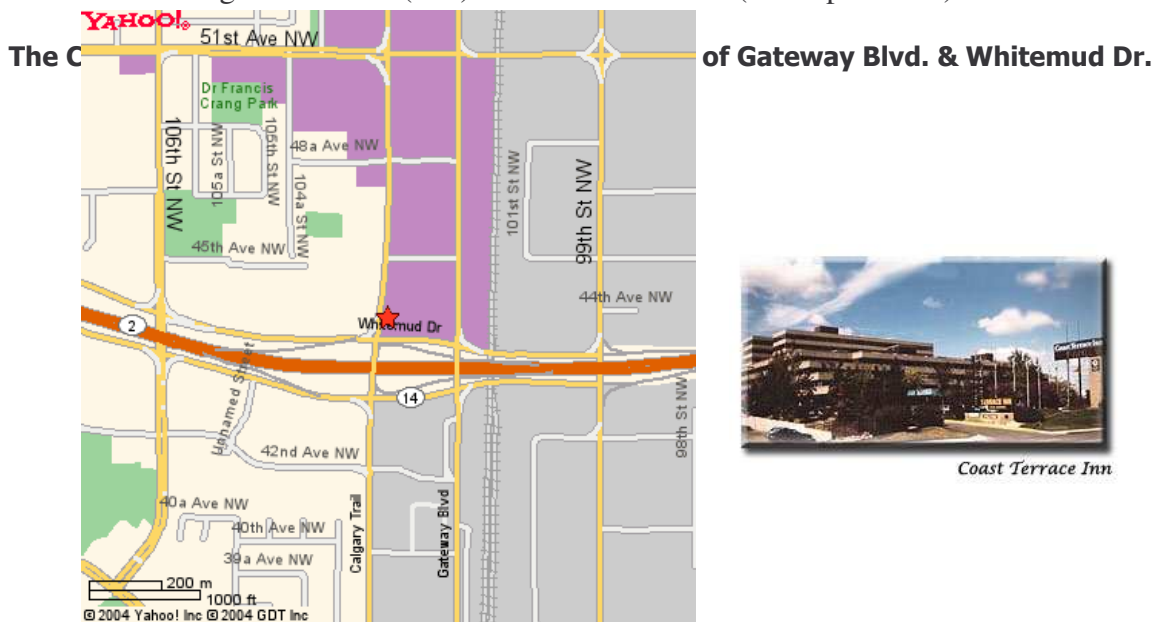 YAHOO!
51st Ave NW
The C
of Gateway Blvd. & Whitemud Dr.
Dr Francis
Crang Park
106th St NW
105a St NW
105th St NW
48a Ave NW
104a St NW
101st St NW
99th St NW
45th Ave NW
44th Ave NW
Whitemud Dr
2
14
Unnamed Street
98th St NW
42nd Ave NW
Coast Terrace Inn
40a Ave NW
Calgary Trail
Gateway Blvd
40th Ave NW
39a Ave NW
200 m
1000 ft
© 2004 Yahoo! Inc © 2004 GDT Inc